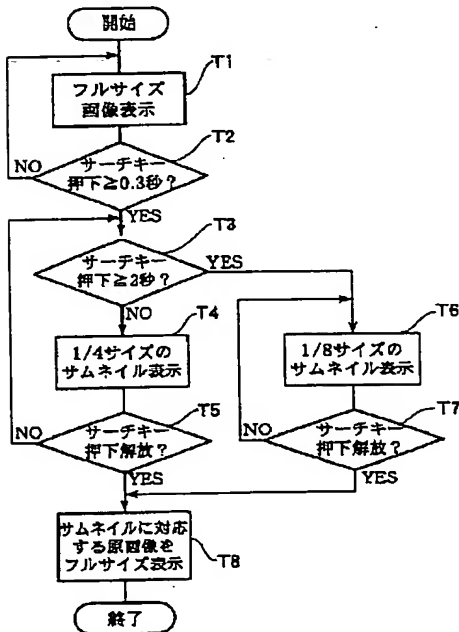 開始
T1
フルサイズ
画像表示
T2
NO
サーチキー
押下≧0.3秒?
YES
T3
サーチキー
押下≧2秒?
YES
NO
T4
1/4サイズの
サムネイル表示
T6
1/8サイズの
サムネイル表示
T5
NO
サーチキー
押下解放?
YES
T7
NO
サーチキー
押下解放?
YES
サムネイルに対応
する原画像を
フルサイズ表示
T8
終了